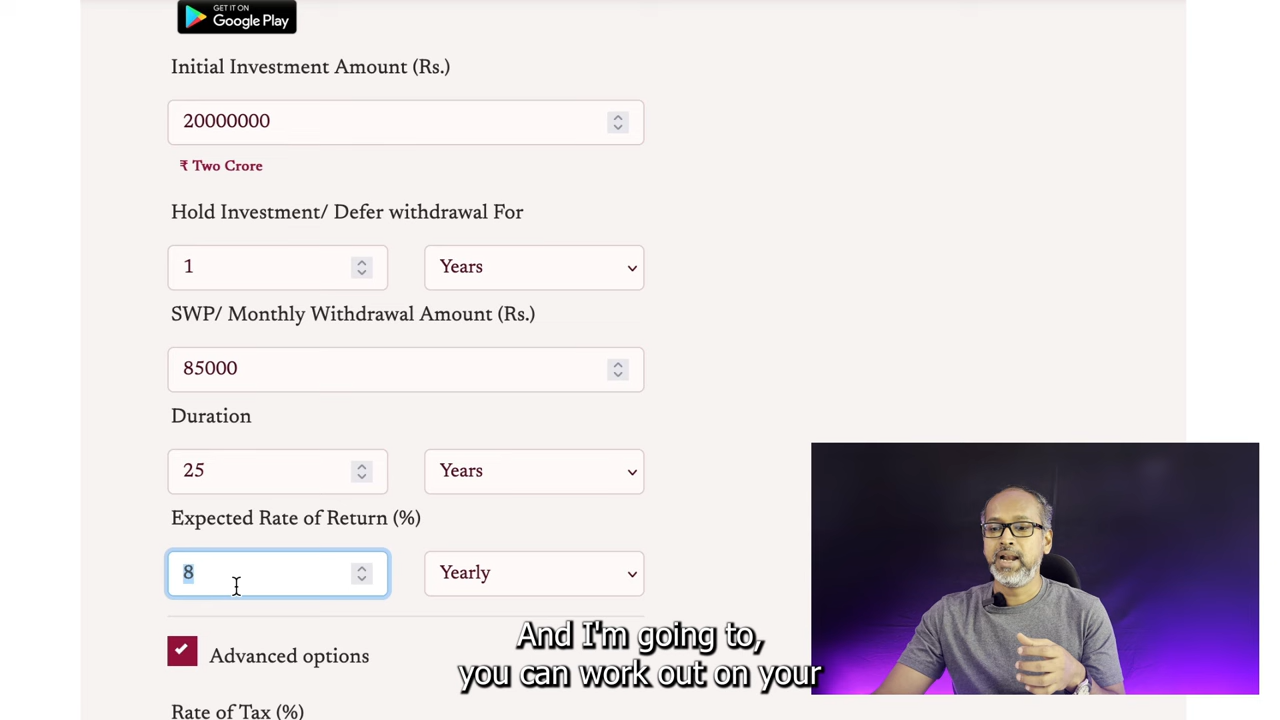 GET IT ON
Google Play
Initial Investment Amount (Rs.)
20000000
₹ Two Crore
Hold Investment/ Defer withdrawal For
1
Years
SWP/ Monthly Withdrawal Amount (Rs.)
85000
Duration
25
Years
Expected Rate of Return (%)
8
Yearly
Advanced options
And I'm going to,
you can work out on your
Rate of Tax (%)